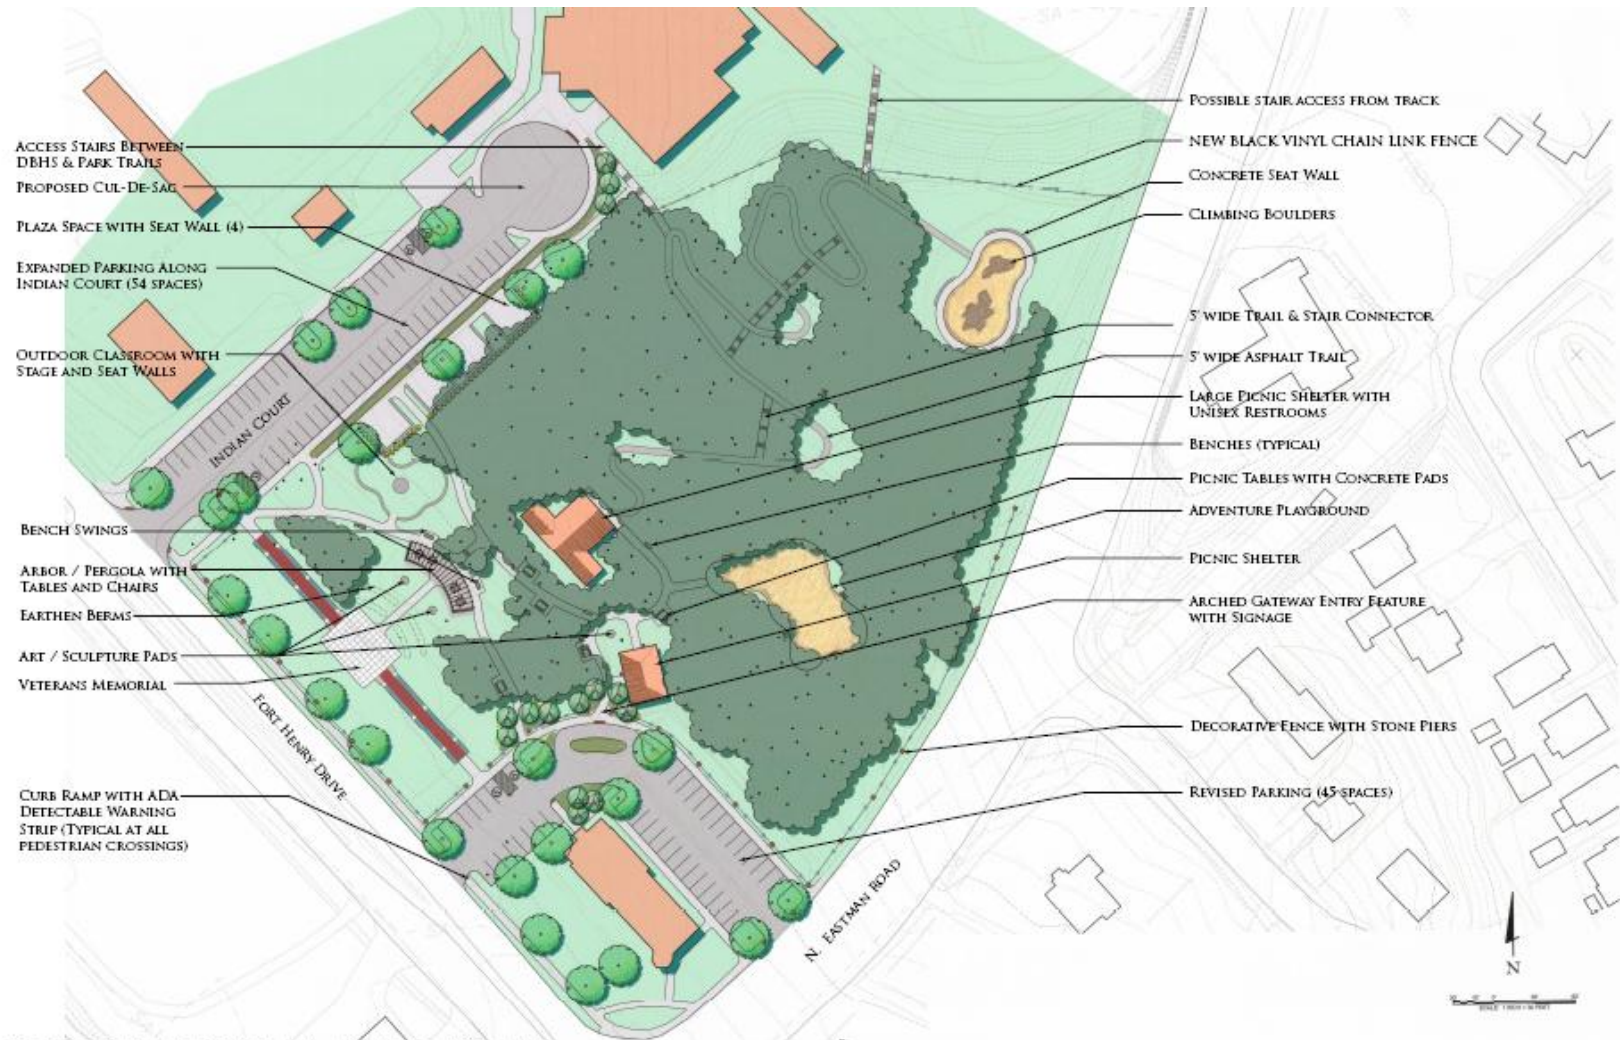 Access Stairs Between
DBHS & Park Trails
Proposed Cul-De-Sac
Plaza Space with Seat Wall (4)
Expanded Parking Along
Indian Court (54 spaces)
Outdoor Classroom with
Stage and Seat Walls
Bench Swings
Arbor / Pergola with
Tables and Chairs
Earthen Berms
Art / Sculpture Pads
Veterans Memorial
Curb Ramp with ADA
Detectable Warning
Strip (Typical at all
pedestrian crossings)
Indian Court
Fort Henry Drive
N. Eastman Road
Possible stair access from track
New Black Vinyl Chain Link Fence
Concrete Seat Wall
Climbing Boulders
5' wide Trail & Stair Connector
5' wide Asphalt Trail
Large Picnic Shelter with
Unisex Restrooms
Benches (typical)
Picnic Tables with Concrete Pads
Adventure Playground
Picnic Shelter
Arched Gateway Entry Feature
with Signage
Decorative Fence with Stone Piers
Revised Parking (45 spaces)
N